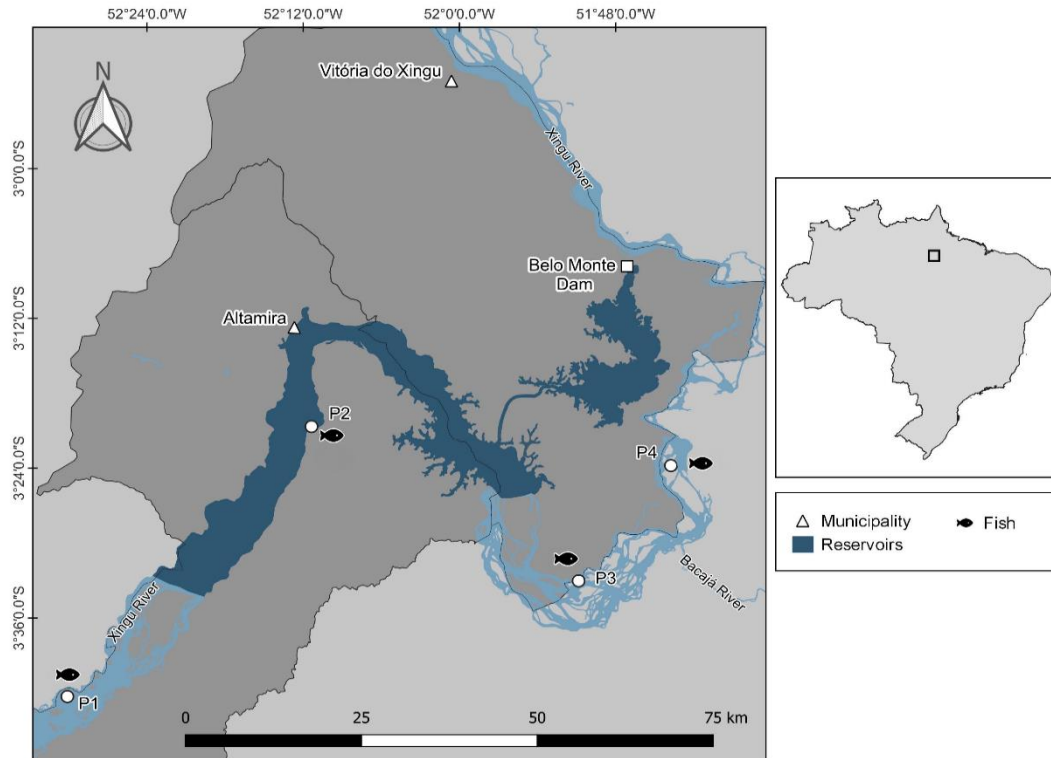 52°24'0.0"W
52°12'0.0"W
52°0'0.0"W
51°48'0.0"W
N
Vitória do Xingu
Xingu River
3°0'0.0"S
Belo Monte
Dam
3°12'0.0"S
Altamira
P2
P4
3°24'0.0"S
P3
Bacajá River
3°36'0.0"S
Xingu River
P1
0
25
50
75 km
Municipality
Fish
Reservoirs